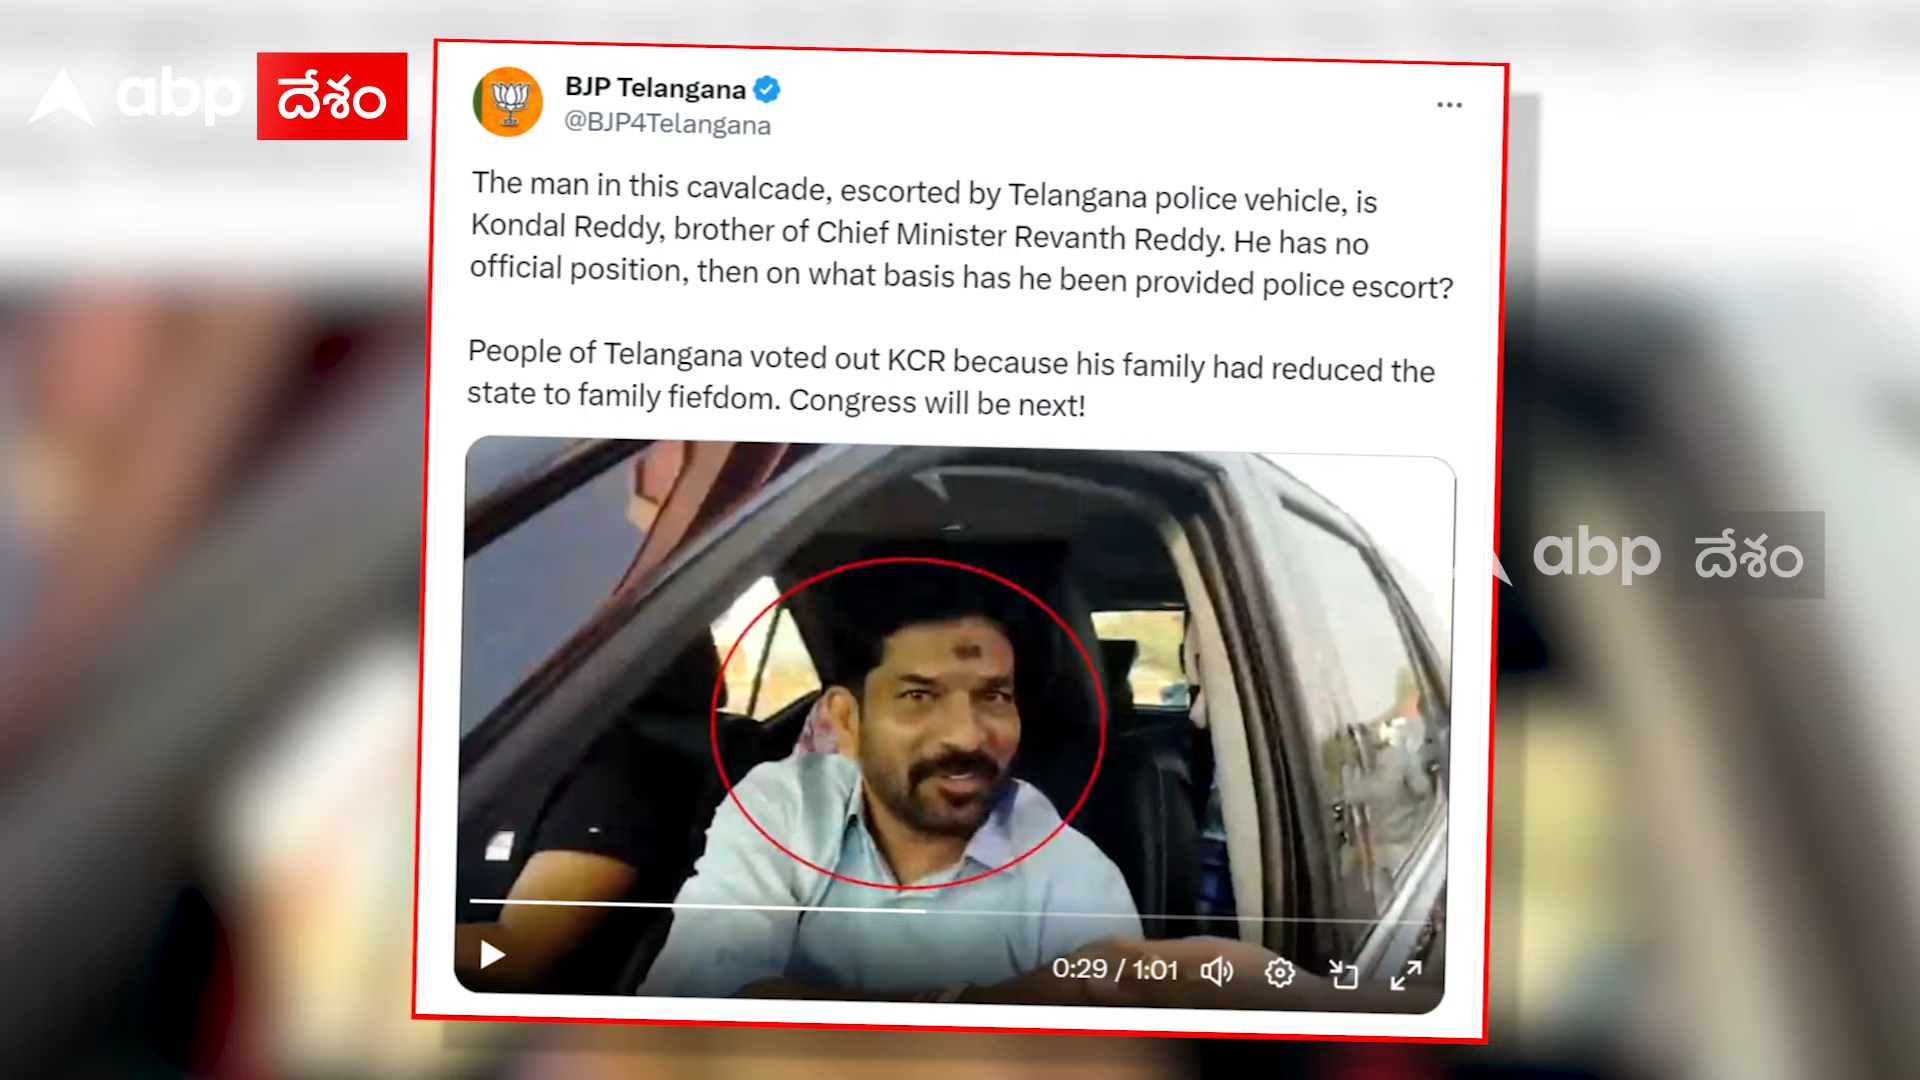 abp దేశం
BJP Telangana
@BJP4Telangana
The man in this cavalcade, escorted by Telangana police vehicle, is
Kondal Reddy, brother of Chief Minister Revanth Reddy. He has no
official position, then on what basis has he been provided police escort?
People of Telangana voted out KCR because his family had reduced the
state to family fiefdom. Congress will be next!
abp దేశం
0:29 / 1:01